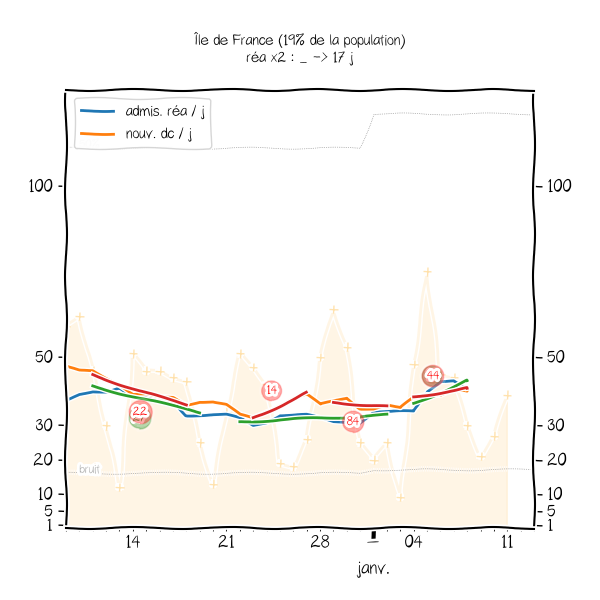 Île de France (19% de la population)
réa x2 : _ -> 17 j
admis. réa / j
nouv. dc / j
100 100
50 50
30 30
20 20
10 10
5 5
1 1
bruit
22
14
84
44
14 21 28 _ 04 11
janv.